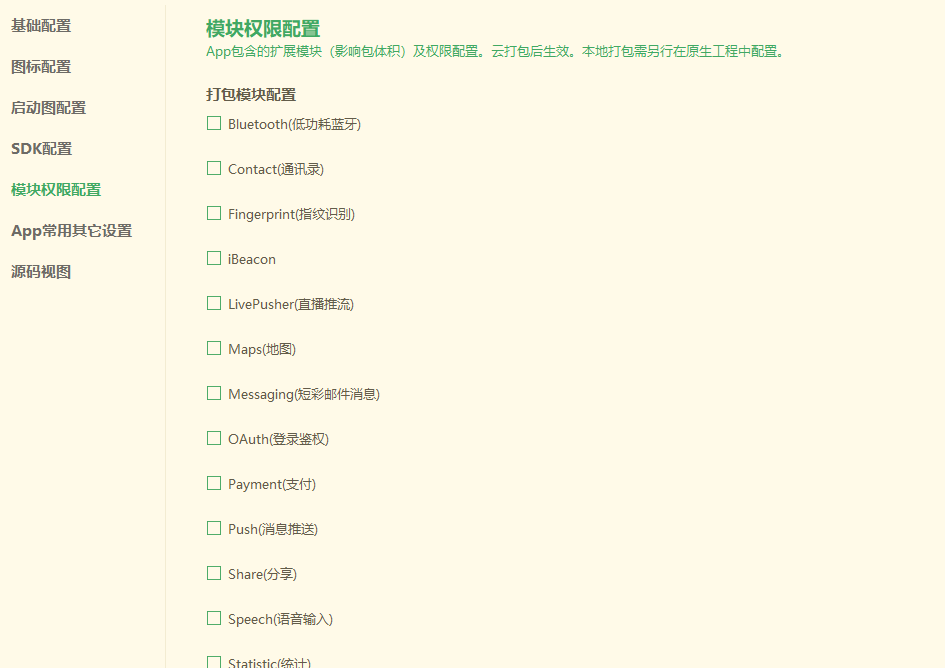 基础配置
图标配置
启动图配置
SDK配置
模块权限配置
App常用其它设置
源码视图
模块权限配置
App包含的扩展模块（影响包体积）及权限配置。云打包后生效。本地打包需另行在原生工程中配置。
打包模块配置
Bluetooth(低功耗蓝牙)
Contact(通讯录)
Fingerprint(指纹识别)
iBeacon
LivePusher(直播推流)
Maps(地图)
Messaging(短彩邮件消息)
OAuth(登录鉴权)
Payment(支付)
Push(消息推送)
Share(分享)
Speech(语音输入)
Statistic(统计)